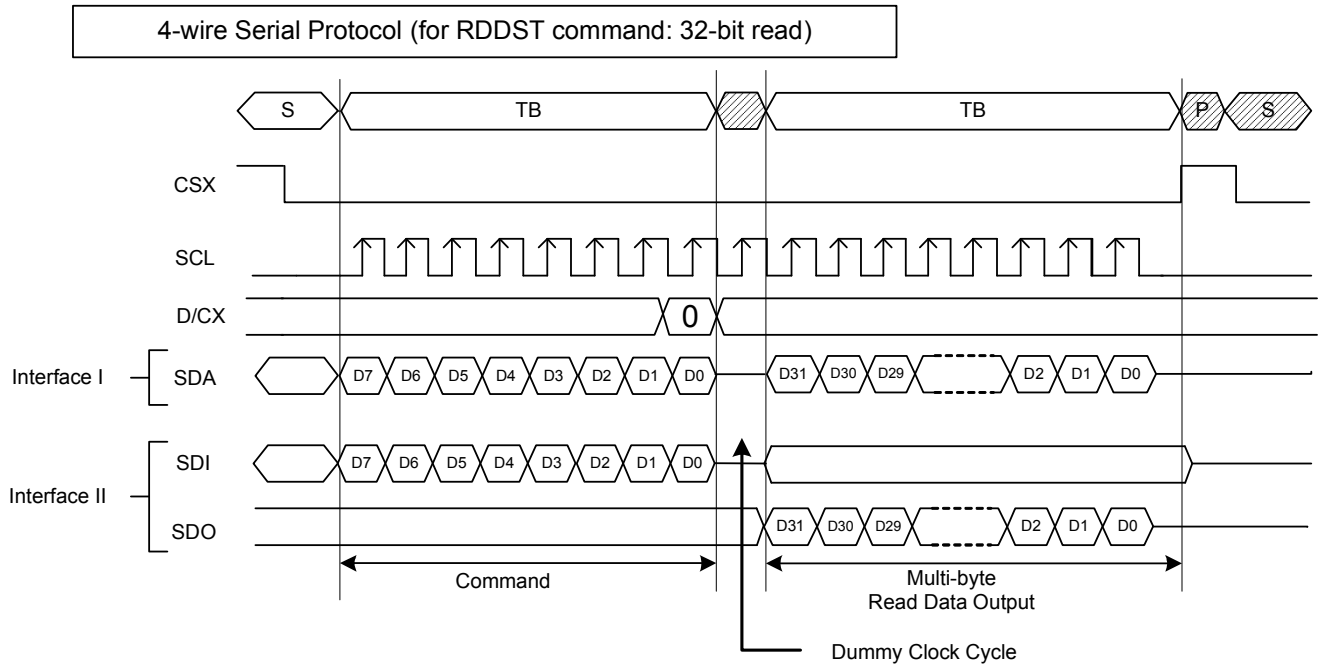 4-wire Serial Protocol (for RDDST command: 32-bit read)
S TB TB P S
CSX
SCL
D/CX 0
Interface I SDA D7 D6 D5 D4 D3 D2 D1 D0 D31 D30 D29 D2 D1 D0
Interface II
SDI D7 D6 D5 D4 D3 D2 D1 D0
SDO D31 D30 D29 D2 D1 D0
Command
Multi-byte
Read Data Output
Dummy Clock Cycle